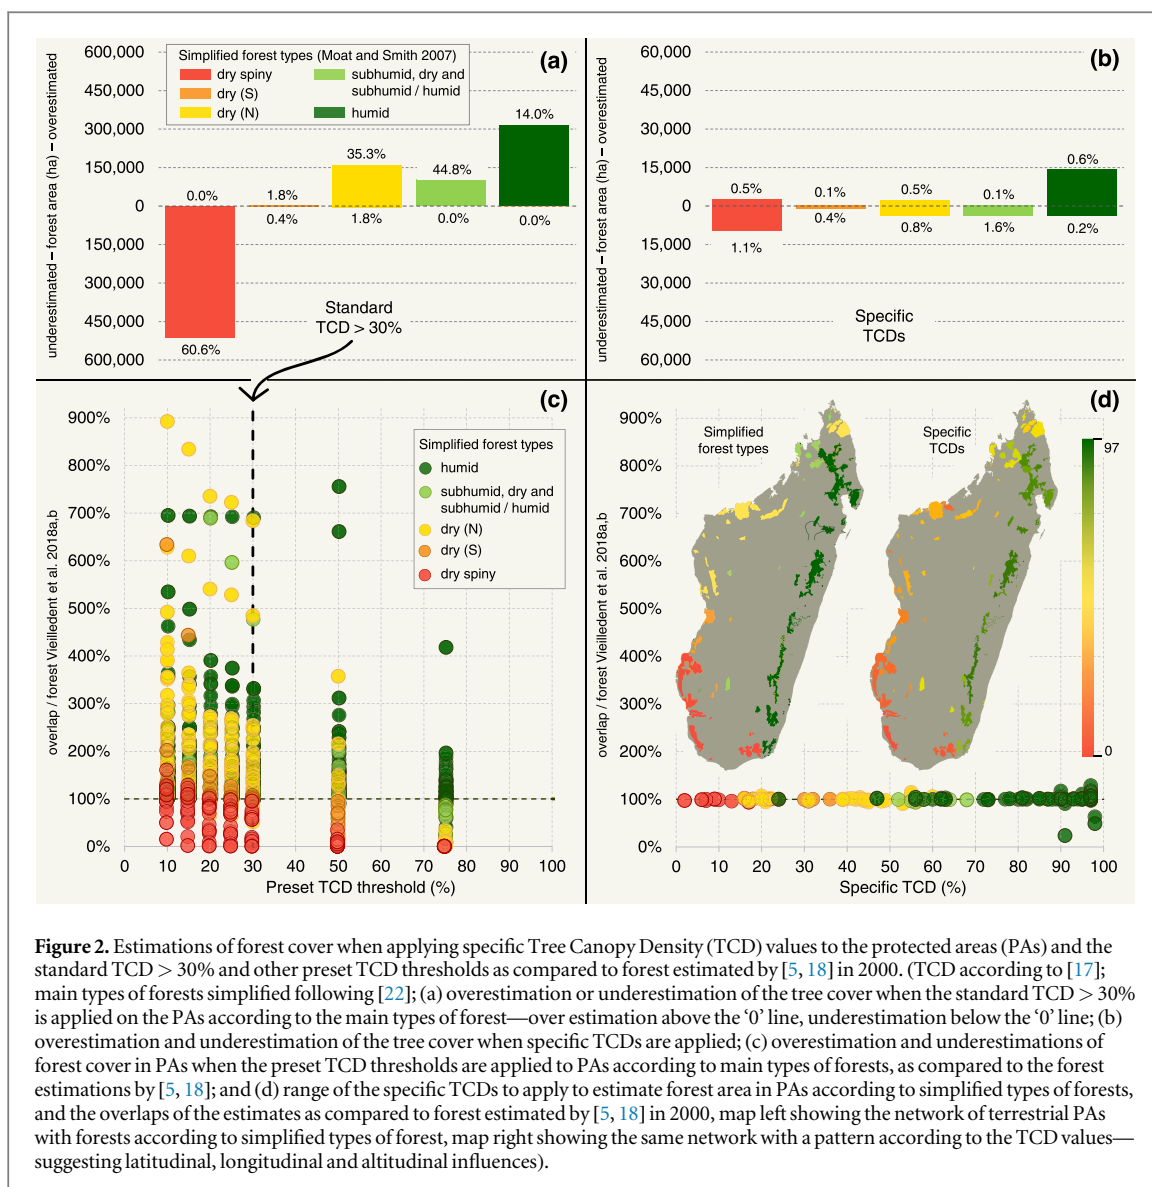 (a)
underestimated – forest area (ha) – overestimated
600,000
450,000
300,000
150,000
0
150,000
300,000
450,000
600,000
Simplified forest types (Moat and Smith 2007)
dry spiny
dry (S)
dry (N)
subhumid, dry and
subhumid / humid
humid
0.0%
1.8%
35.3%
44.8%
14.0%
60.6%
0.4%
1.8%
0.0%
0.0%
Standard
TCD > 30%
(b)
underestimated – forest area (ha) – overestimated
60,000
45,000
30,000
15,000
0
15,000
30,000
45,000
60,000
0.5%
0.1%
0.5%
0.1%
0.6%
1.1%
0.4%
0.8%
1.6%
0.2%
Specific
TCDs
(c)
overlap / forest Vieilledent et al. 2018a,b
900%
800%
700%
600%
500%
400%
300%
200%
100%
0%
Simplified forest types
humid
subhumid, dry and
subhumid / humid
dry (N)
dry (S)
dry spiny
0 10 20 30 40 50 60 70 80 90 100
Preset TCD threshold (%)
(d)
overlap / forest Vieilledent et al. 2018a,b
900%
800%
700%
600%
500%
400%
300%
200%
100%
0%
Simplified
forest types
Specific
TCDs
97
0
0 10 20 30 40 50 60 70 80 90 100
Specific TCD (%)
Figure 2. Estimations of forest cover when applying specific Tree Canopy Density (TCD) values to the protected areas (PAs) and the
standard TCD > 30% and other preset TCD thresholds as compared to forest estimated by [5, 18] in 2000. (TCD according to [17];
main types of forests simplified following [22]; (a) overestimation or underestimation of the tree cover when the standard TCD > 30%
is applied on the PAs according to the main types of forest—over estimation above the ‘0’ line, underestimation below the ‘0’ line; (b)
overestimation and underestimation of the tree cover when specific TCDs are applied; (c) overestimation and underestimations of
forest cover in PAs when the preset TCD thresholds are applied to PAs according to main types of forests, as compared to the forest
estimations by [5, 18]; and (d) range of the specific TCDs to apply to estimate forest area in PAs according to simplified types of forests,
and the overlaps of the estimates as compared to forest estimated by [5, 18] in 2000, map left showing the network of terrestrial PAs
with forests according to simplified types of forest, map right showing the same network with a pattern according to the TCD values—
suggesting latitudinal, longitudinal and altitudinal influences).